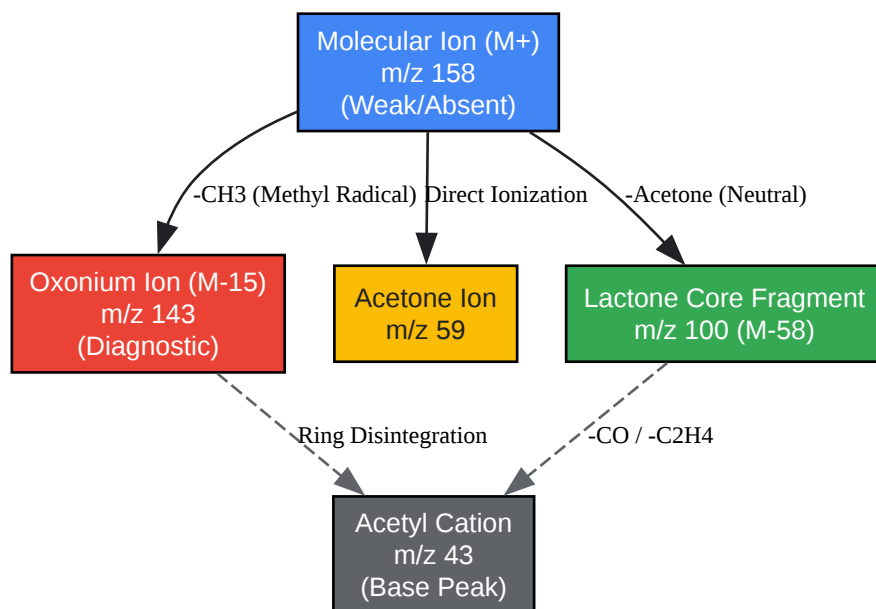 Molecular Ion (M+)
m/z 158
(Weak/Absent)
-CH3 (Methyl Radical)
Direct Ionization
-Acetone (Neutral)
Oxonium Ion (M-15)
m/z 143
(Diagnostic)
Acetone Ion
m/z 59
Lactone Core Fragment
m/z 100 (M-58)
Ring Disintegration
-CO / -C2H4
Acetyl Cation
m/z 43
(Base Peak)